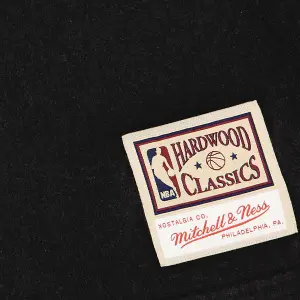 HARDWOOD
CLASSICS
NBA
NOSTALGIA CO.
Mitchell & Ness
PHILADELPHIA, PA.